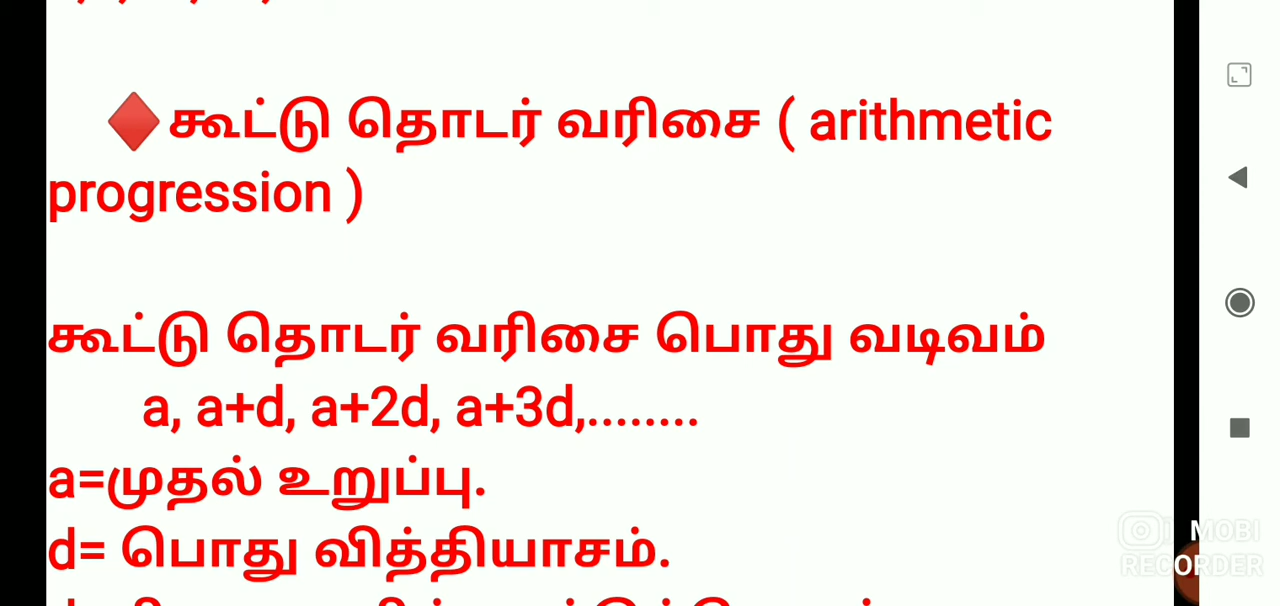 ♦கூட்டு தொடர் வரிசை ( arithmetic
progression )
கூட்டு தொடர் வரிசை பொது வடிவம்
a, a+d, a+2d, a+3d,........
a=முதல் உறுப்பு.
d= பொது வித்தியாசம்.
MOBI
RECORDER